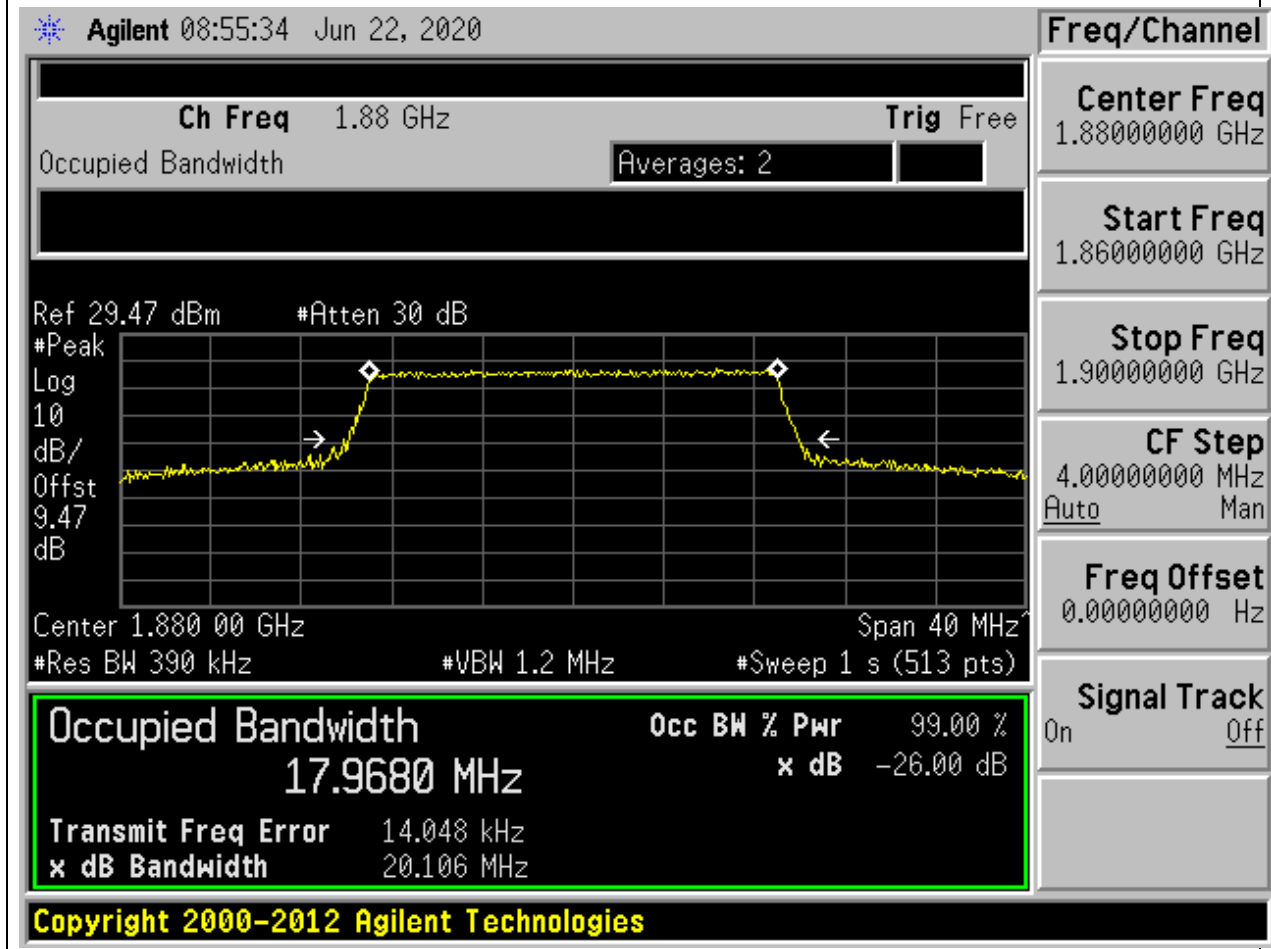 Agilent 08:55:34 Jun 22, 2020
Freq/Channel
Ch Freq 1.88 GHz Trig Free
Occupied Bandwidth Averages: 2
Ref 29.47 dBm #Atten 30 dB
#Peak
Log
10
dB/
Offst
9.47
dB
Center 1.880 00 GHz Span 40 MHz^
#Res BW 390 kHz #VBW 1.2 MHz #Sweep 1 s (513 pts)
Occupied Bandwidth
17.9680 MHz
Occ BW % Pwr 99.00 %
x dB -26.00 dB
Transmit Freq Error 14.048 kHz
x dB Bandwidth 20.106 MHz
Center Freq
1.88000000 GHz
Start Freq
1.86000000 GHz
Stop Freq
1.90000000 GHz
CF Step
4.00000000 MHz
Auto Man
Freq Offset
0.00000000 Hz
Signal Track
On Off
Copyright 2000-2012 Agilent Technologies